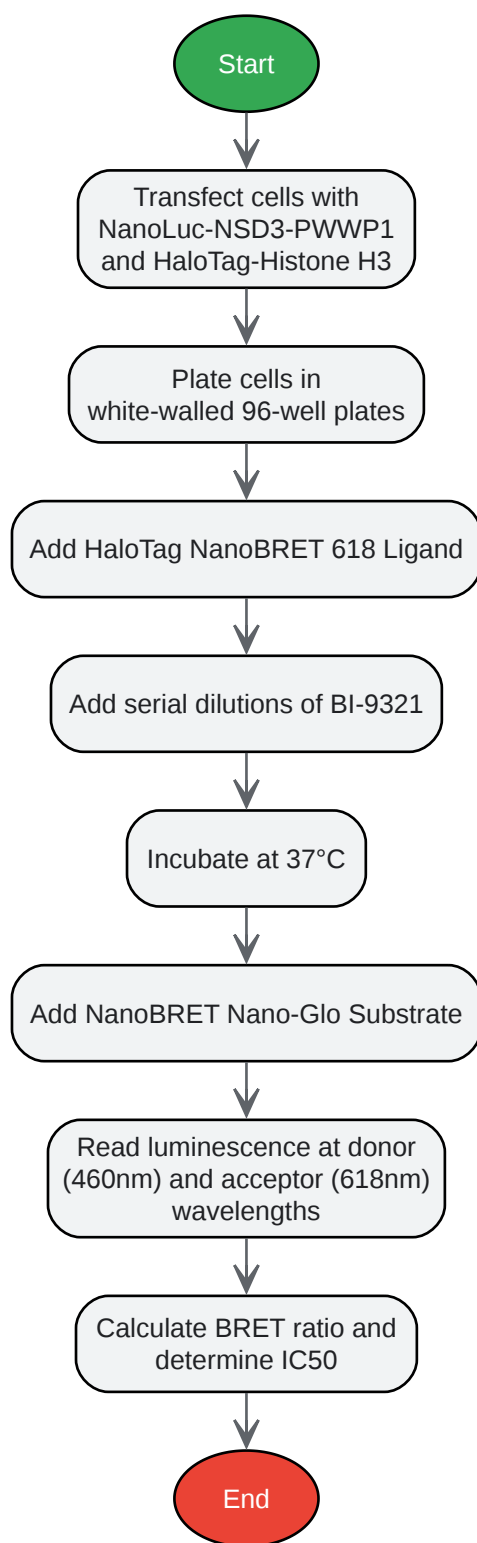 Start
Transfect cells with
NanoLuc-NSD3-PWWP1
and HaloTag-Histone H3
Plate cells in
white-walled 96-well plates
Add HaloTag NanoBRET 618 Ligand
Add serial dilutions of BI-9321
Incubate at 37°C
Add NanoBRET Nano-Glo Substrate
Read luminescence at donor
(460nm) and acceptor (618nm)
wavelengths
Calculate BRET ratio and
determine IC50
End